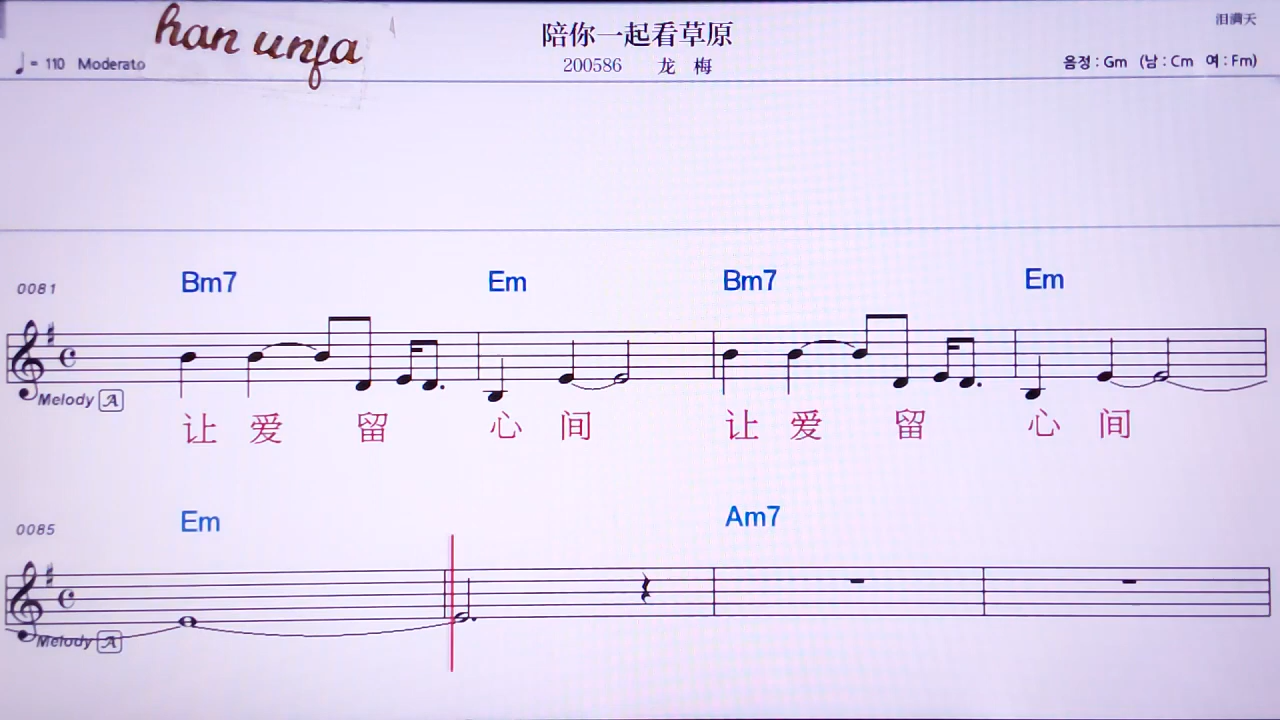 han unfa
陪你一起看草原
泪满天
♩= 110 Moderato
200586 龙 梅
음정 : Gm (남 : Cm 여 : Fm)
0081 Bm7 Em Bm7 Em
Melody A
让 爱 留 心 间 让 爱 留 心 间
0085 Em Am7
Melody A